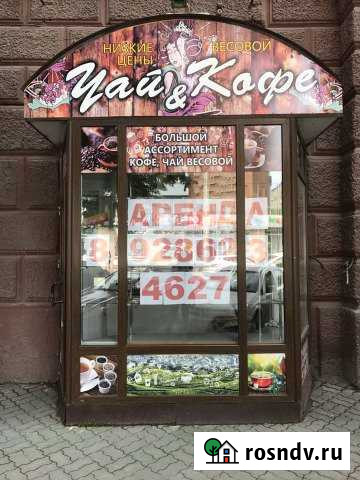 НИЗКИЕ ЦЕНЫ
ВЕСОВОЙ
Чай & Кофе
БОЛЬШОЙ
АССОРТИМЕНТ
КОФЕ, ЧАЙ ВЕСОВОЙ
АРЕНДА
4627
rosndv.ru